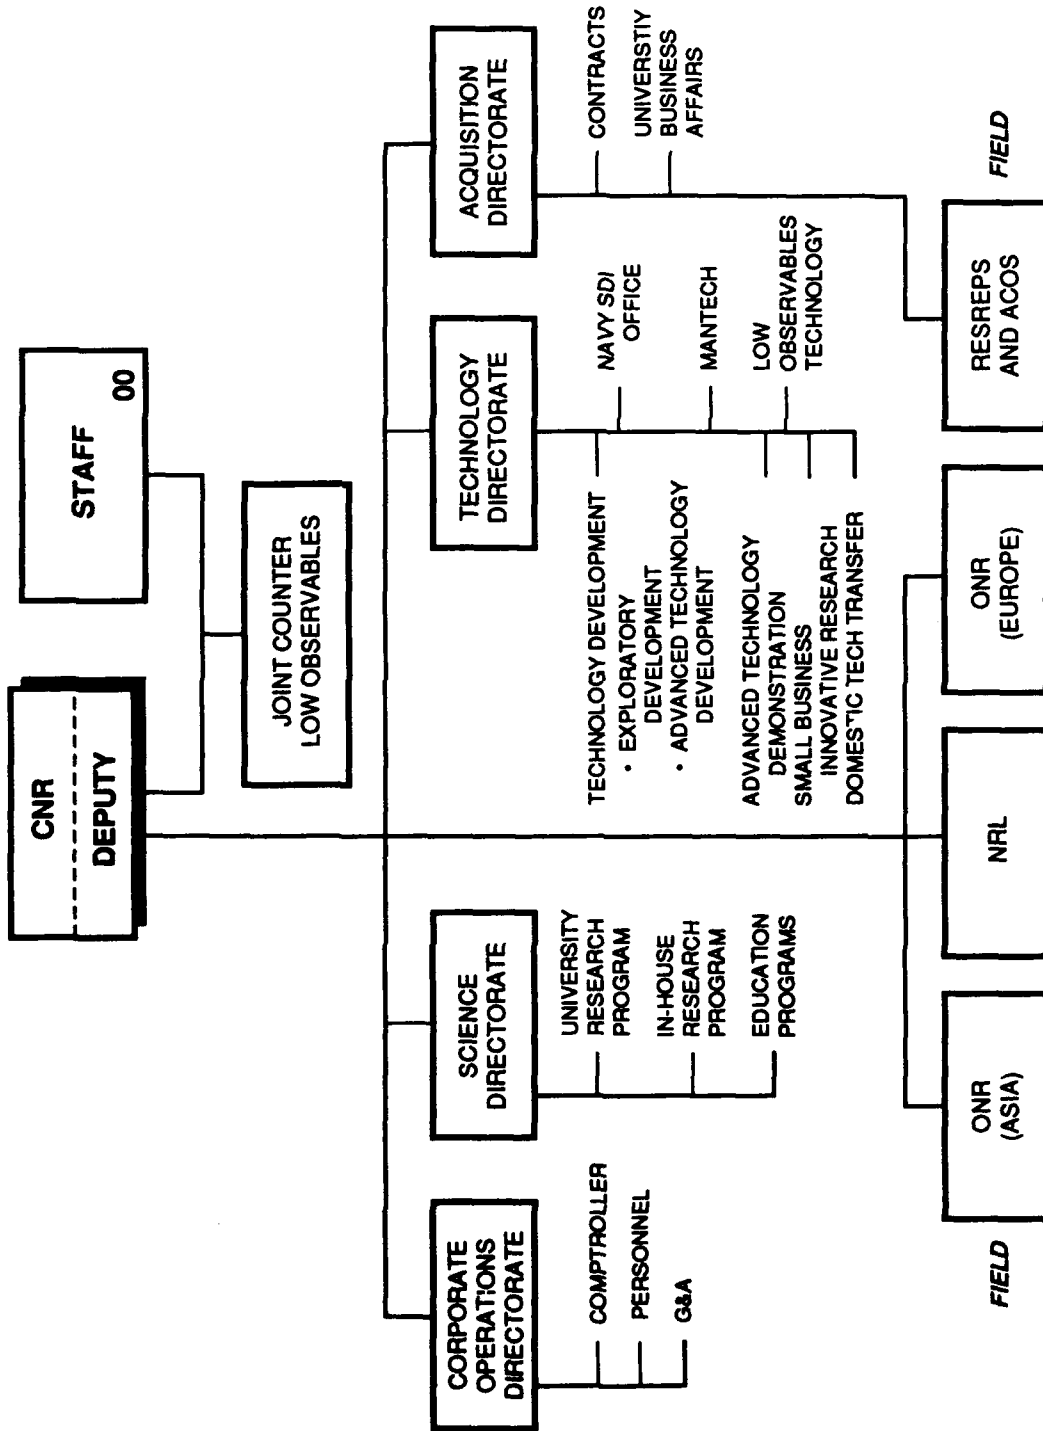 CNR
DEPUTY
STAFF
00
JOINT COUNTER
LOW OBSERVABLES
CORPORATE
OPERATIONS
DIRECTORATE
COMPTROLLER
PERSONNEL
G&A
SCIENCE
DIRECTORATE
UNIVERSITY
RESEARCH
PROGRAM
IN-HOUSE
RESEARCH
PROGRAM
EDUCATION
PROGRAMS
TECHNOLOGY
DIRECTORATE
TECHNOLOGY DEVELOPMENT
• EXPLORATORY
DEVELOPMENT
• ADVANCED TECHNOLOGY
DEVELOPMENT
ADVANCED TECHNOLOGY
DEMONSTRATION
SMALL BUSINESS
INNOVATIVE RESEARCH
DOMESTIC TECH TRANSFER
NAVY SDI
OFFICE
MANTECH
LOW
OBSERVABLES
TECHNOLOGY
ACQUISITION
DIRECTORATE
CONTRACTS
UNIVERSTIY
BUSINESS
AFFAIRS
FIELD
ONR
(ASIA)
NRL
ONR
(EUROPE)
RESREPS
AND ACOS
FIELD